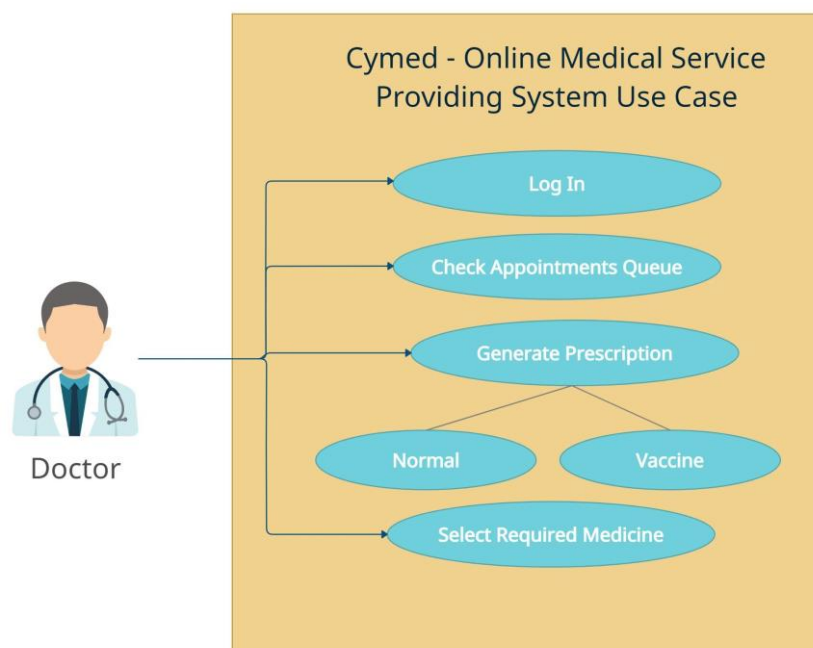 Cymed - Online Medical Service
Providing System Use Case
Log In
Check Appointments Queue
Generate Prescription
Normal
Vaccine
Select Required Medicine
Doctor